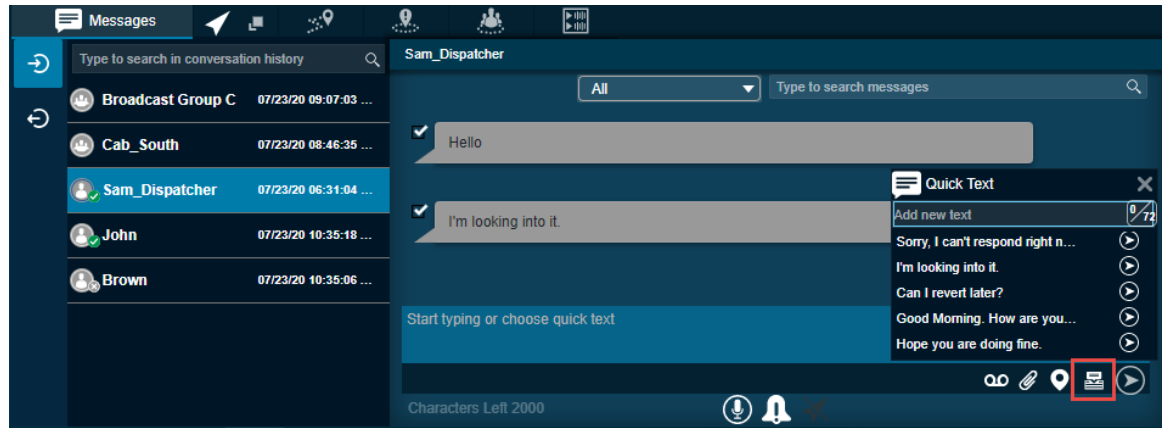 Messages
Type to search in conversation history
Broadcast Group C 07/23/20 09:07:03 ...
Cab_South 07/23/20 08:46:35 ...
Sam_Dispatcher 07/23/20 06:31:04 ...
John 07/23/20 10:35:18 ...
Brown 07/23/20 10:35:06 ...
Sam_Dispatcher
All
Type to search messages
Hello
I'm looking into it.
Start typing or choose quick text
Characters Left 2000
Quick Text
Add new text 0/72
Sorry, I can't respond right n...
I'm looking into it.
Can I revert later?
Good Morning. How are you...
Hope you are doing fine.